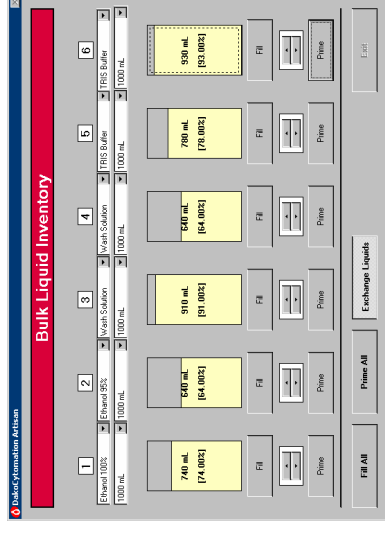 DakoCytomation Artisan
Bulk Liquid Inventory
1 2 3 4 5 6
Ethanol 100% Ethanol 95% Wash Solution Wash Solution TRIS Buffer TRIS Buffer
1000 mL 1000 mL 1000 mL 1000 mL 1000 mL 1000 mL
740 mL 640 mL 910 mL 640 mL 780 mL 930 mL
[74.00%] [64.00%] [91.00%] [64.00%] [78.00%] [93.00%]
Fill Fill Fill Fill Fill Fill
Prime Prime Prime Prime Prime Prime
Fill All Prime All Exchange Liquids Exit